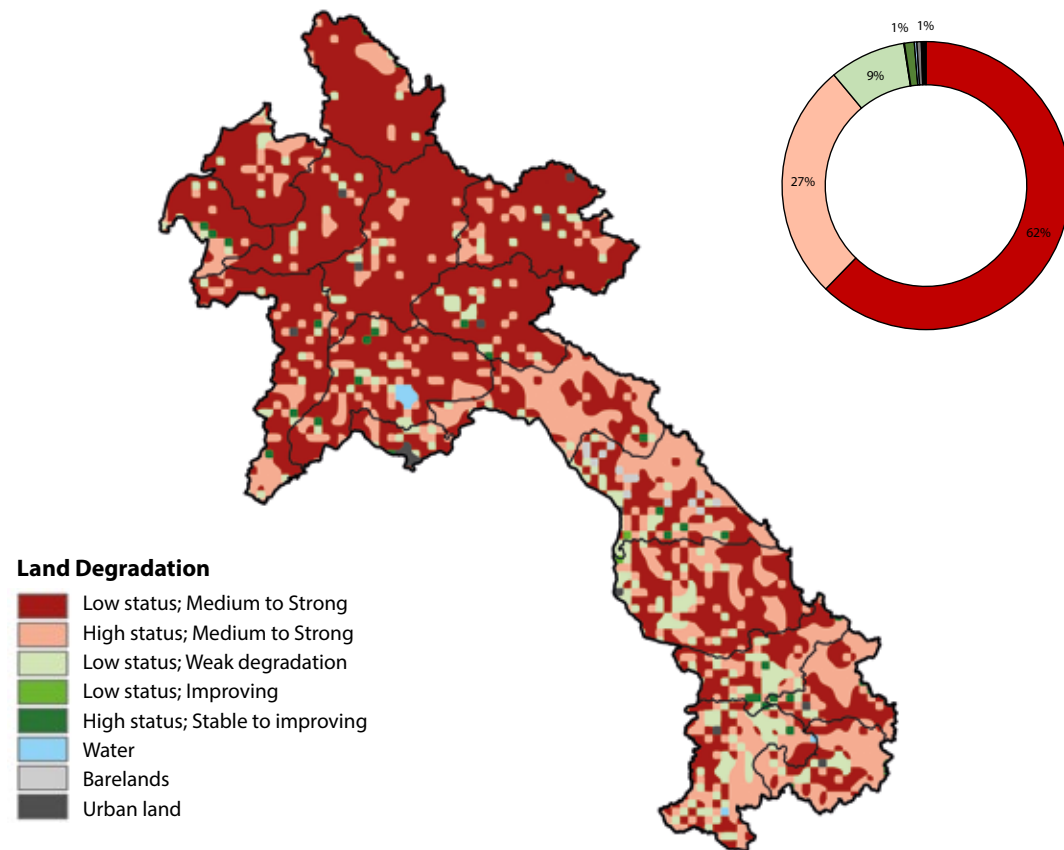 1%
1%
9%
27%
62%
Land Degradation
Low status; Medium to Strong
High status; Medium to Strong
Low status; Weak degradation
Low status; Improving
High status; Stable to improving
Water
Barelands
Urban land